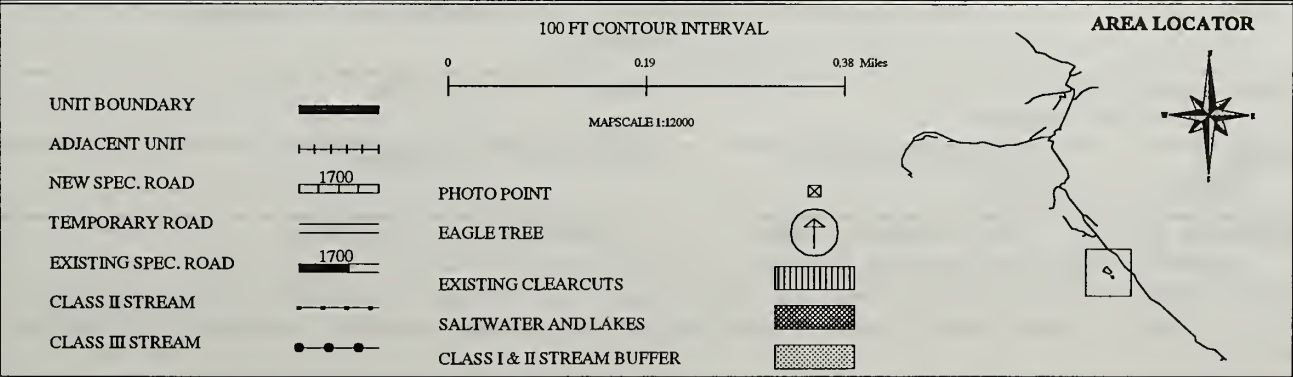 100 FT CONTOUR INTERVAL
0 0.19 0.38 Miles
MAPSCALE 1:12000
UNIT BOUNDARY
ADJACENT UNIT
NEW SPEC. ROAD 1700
TEMPORARY ROAD
EXISTING SPEC. ROAD 1700
CLASS II STREAM
CLASS III STREAM
PHOTO POINT
EAGLE TREE
EXISTING CLEARCUTS
SALTWATER AND LAKES
CLASS I & II STREAM BUFFER
AREA LOCATOR